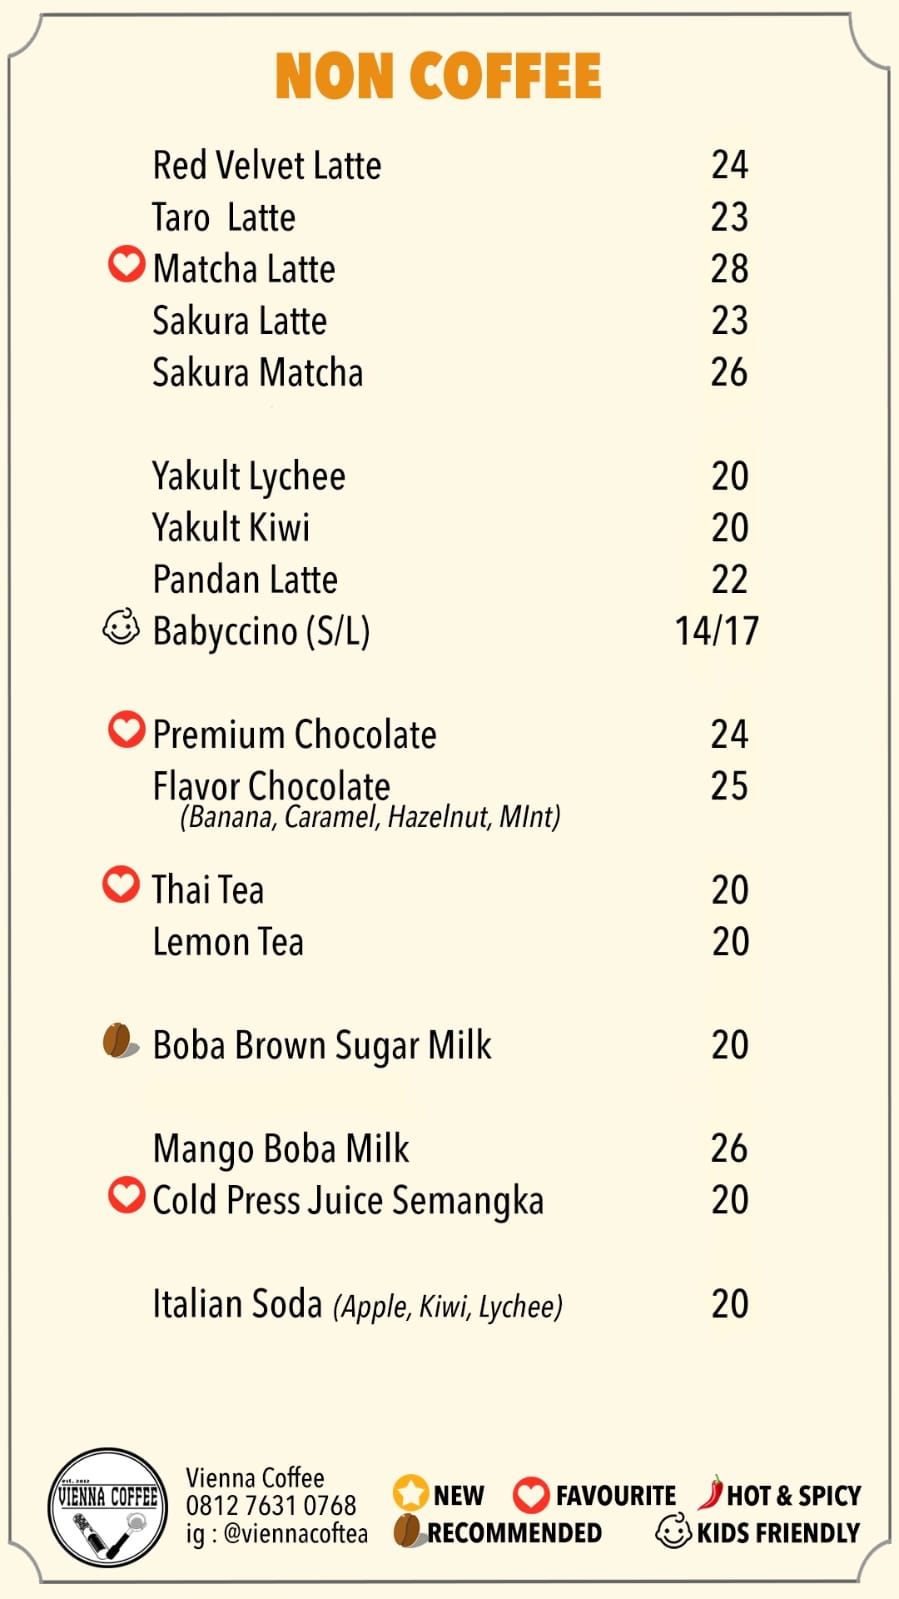 NON COFFEE
Red Velvet Latte 24
Taro Latte 23
Matcha Latte 28
Sakura Latte 23
Sakura Matcha 26
Yakult Lychee 20
Yakult Kiwi 20
Pandan Latte 22
Babyccino (S/L) 14/17
Premium Chocolate 24
Flavor Chocolate 25
(Banana, Caramel, Hazelnut, MInt)
Thai Tea 20
Lemon Tea 20
Boba Brown Sugar Milk 20
Mango Boba Milk 26
Cold Press Juice Semangka 20
Italian Soda (Apple, Kiwi, Lychee) 20
est. 2012
VIENNA COFFEE
Vienna Coffee
0812 7631 0768
ig : @viennacoftea
NEW FAVOURITE HOT & SPICY
RECOMMENDED KIDS FRIENDLY